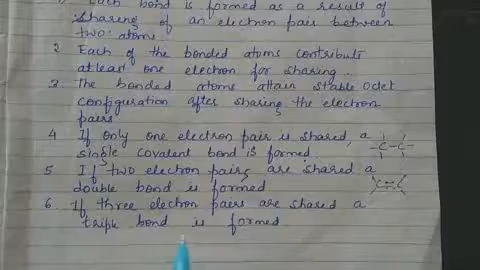 1) Each bond is formed as a result of
sharing of an electron pair between
two atoms
2 Each of the bonded atoms contributs
atleast one electron for sharing.
3. The bonded atoms attain stable octet
configuration after sharing the electron
pairs.
4 If only one electron pair is shared, a
single covalent bond is formed. -C-C-
5 If two electron pairs are shared a
double bond is formed C=C
6. If three electron pairs are shared a
triple bond is formed